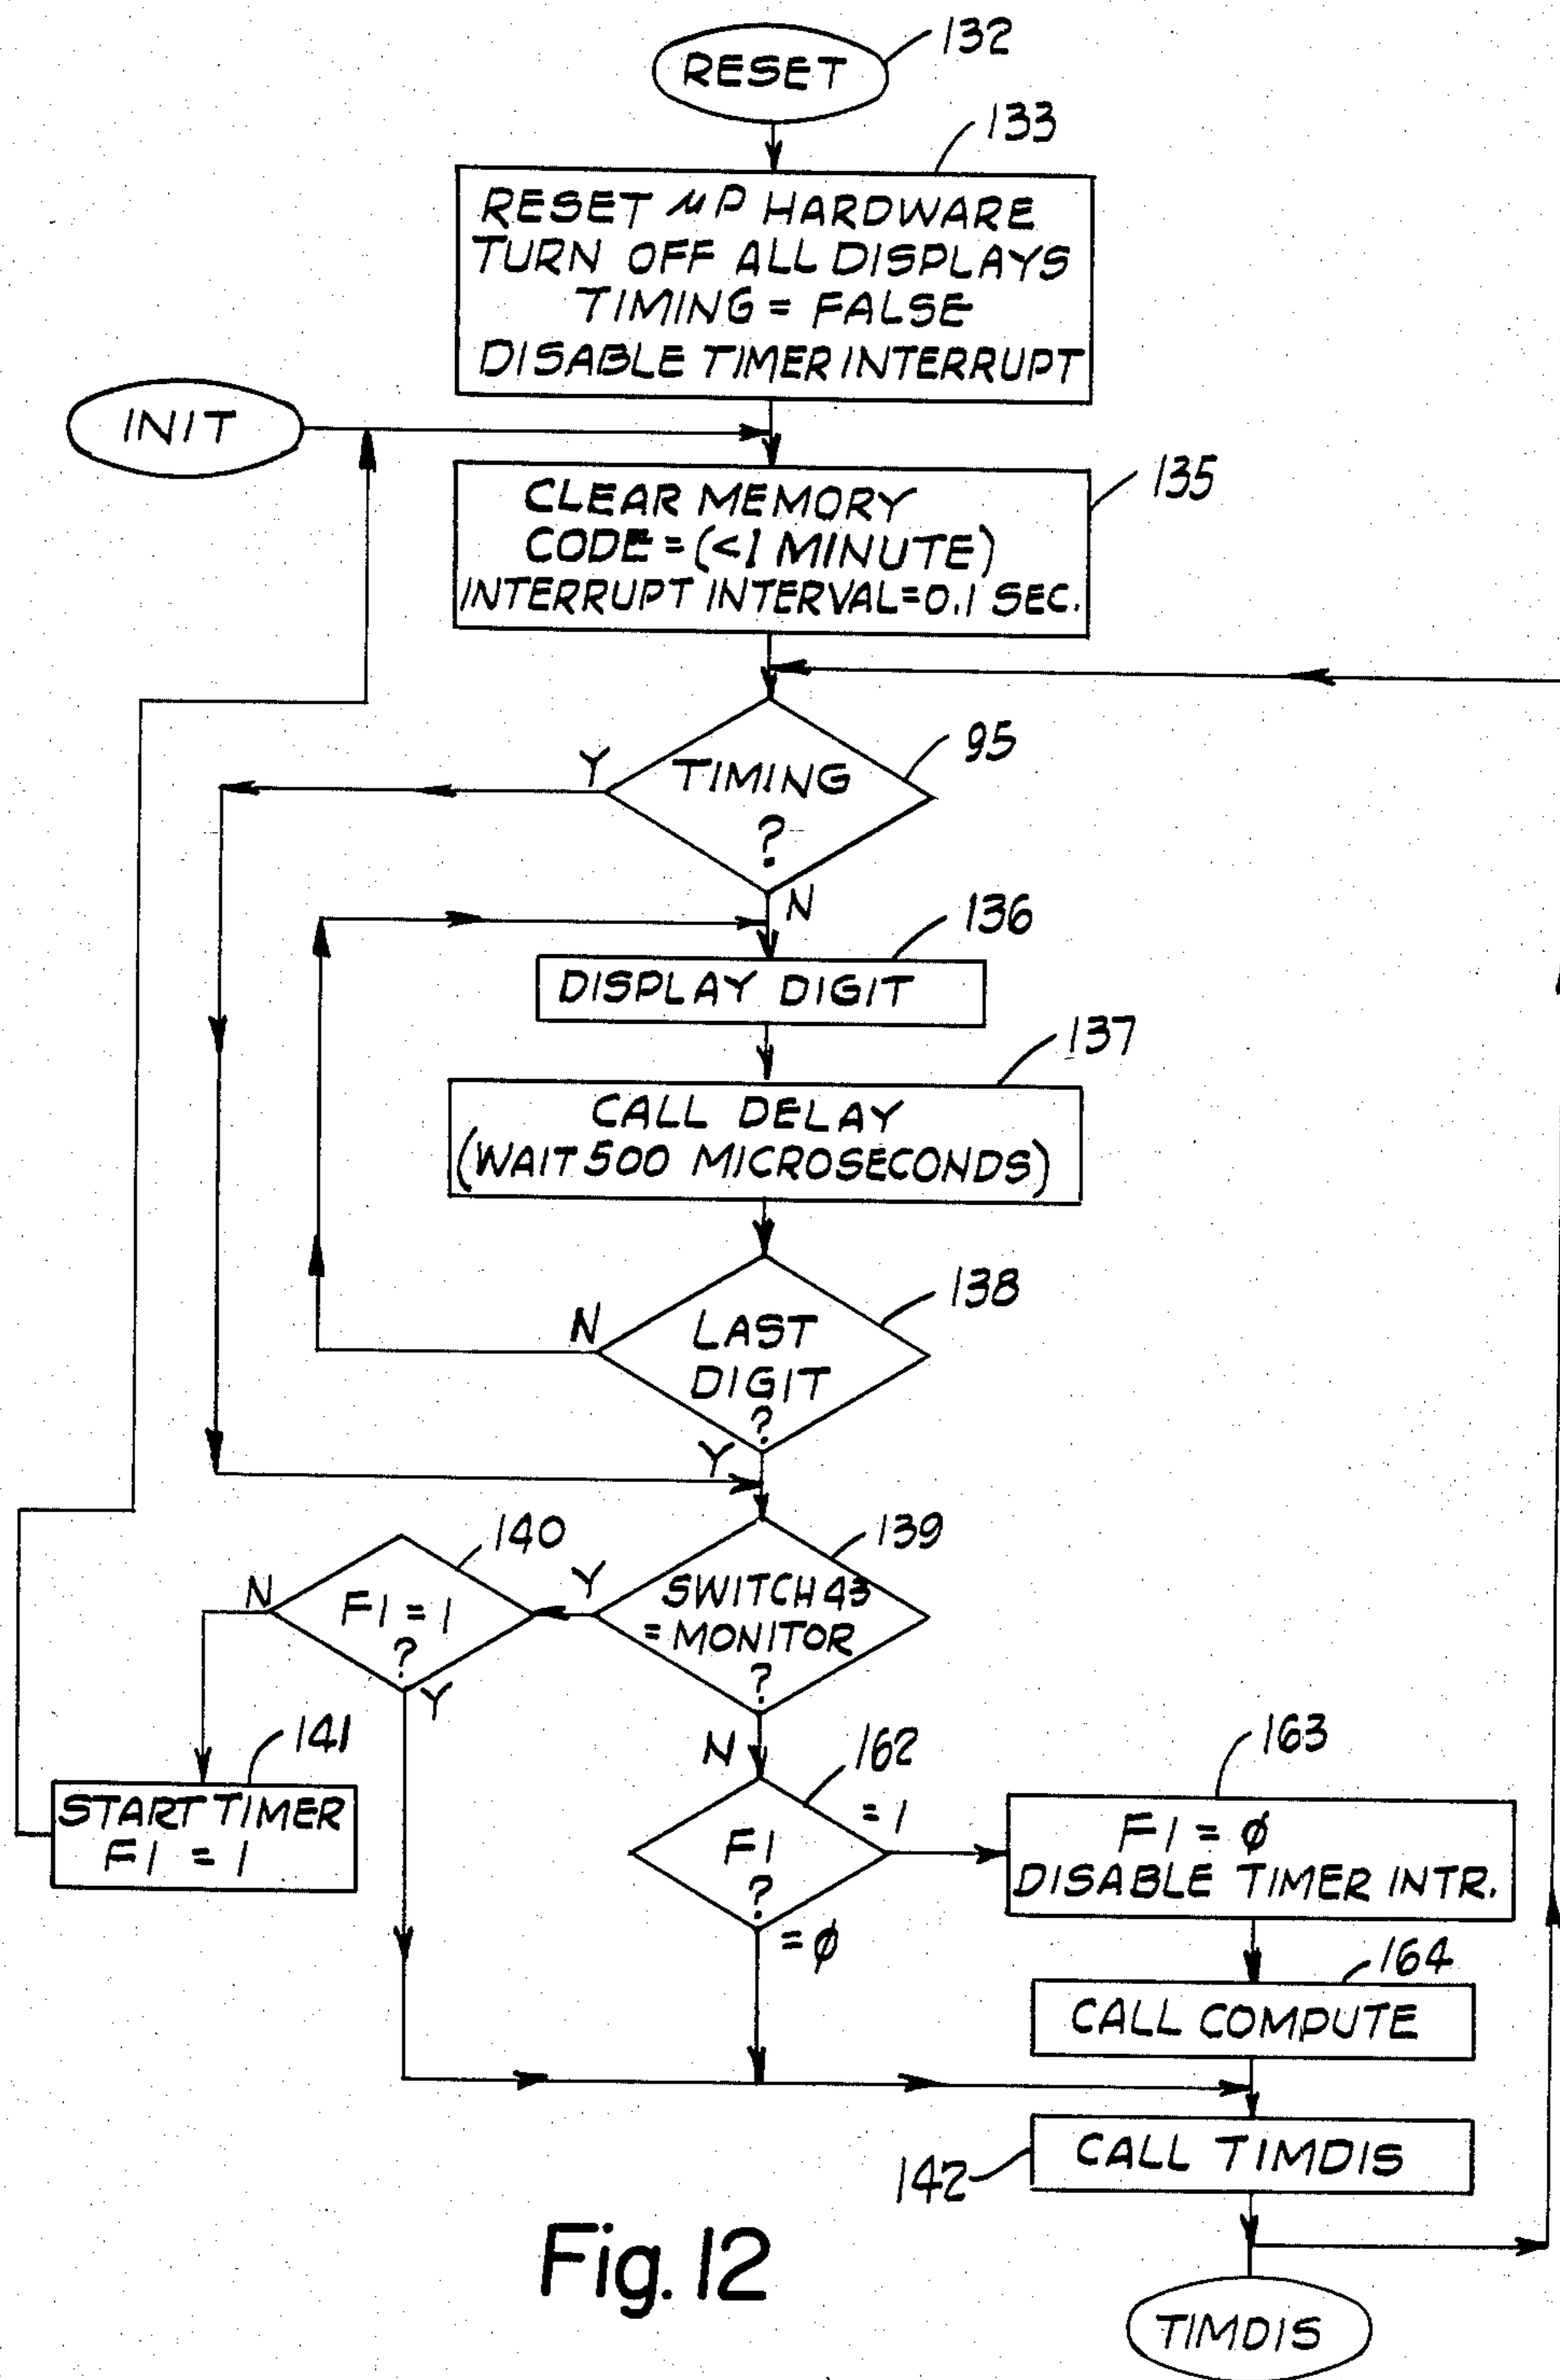 RESET
132
133
RESET μP HARDWARE
TURN OFF ALL DISPLAYS
TIMING = FALSE
DISABLE TIMER INTERRUPT
INIT
135
CLEAR MEMORY
CODE = (<1 MINUTE)
INTERRUPT INTERVAL=0.1 SEC.
95
Y
TIMING
?
N
136
DISPLAY DIGIT
137
CALL DELAY
(WAIT 500 MICROSECONDS)
138
N
LAST
DIGIT
?
Y
139
140
Y
SWITCH 43
= MONITOR
?
N
F1 = 1
?
Y
141
START TIMER
F1 = 1
N
162
= 1
F1
?
= ϕ
163
F1 = ϕ
DISABLE TIMER INTR.
164
CALL COMPUTE
142
CALL TIMDIS
TIMDIS
Fig. 12